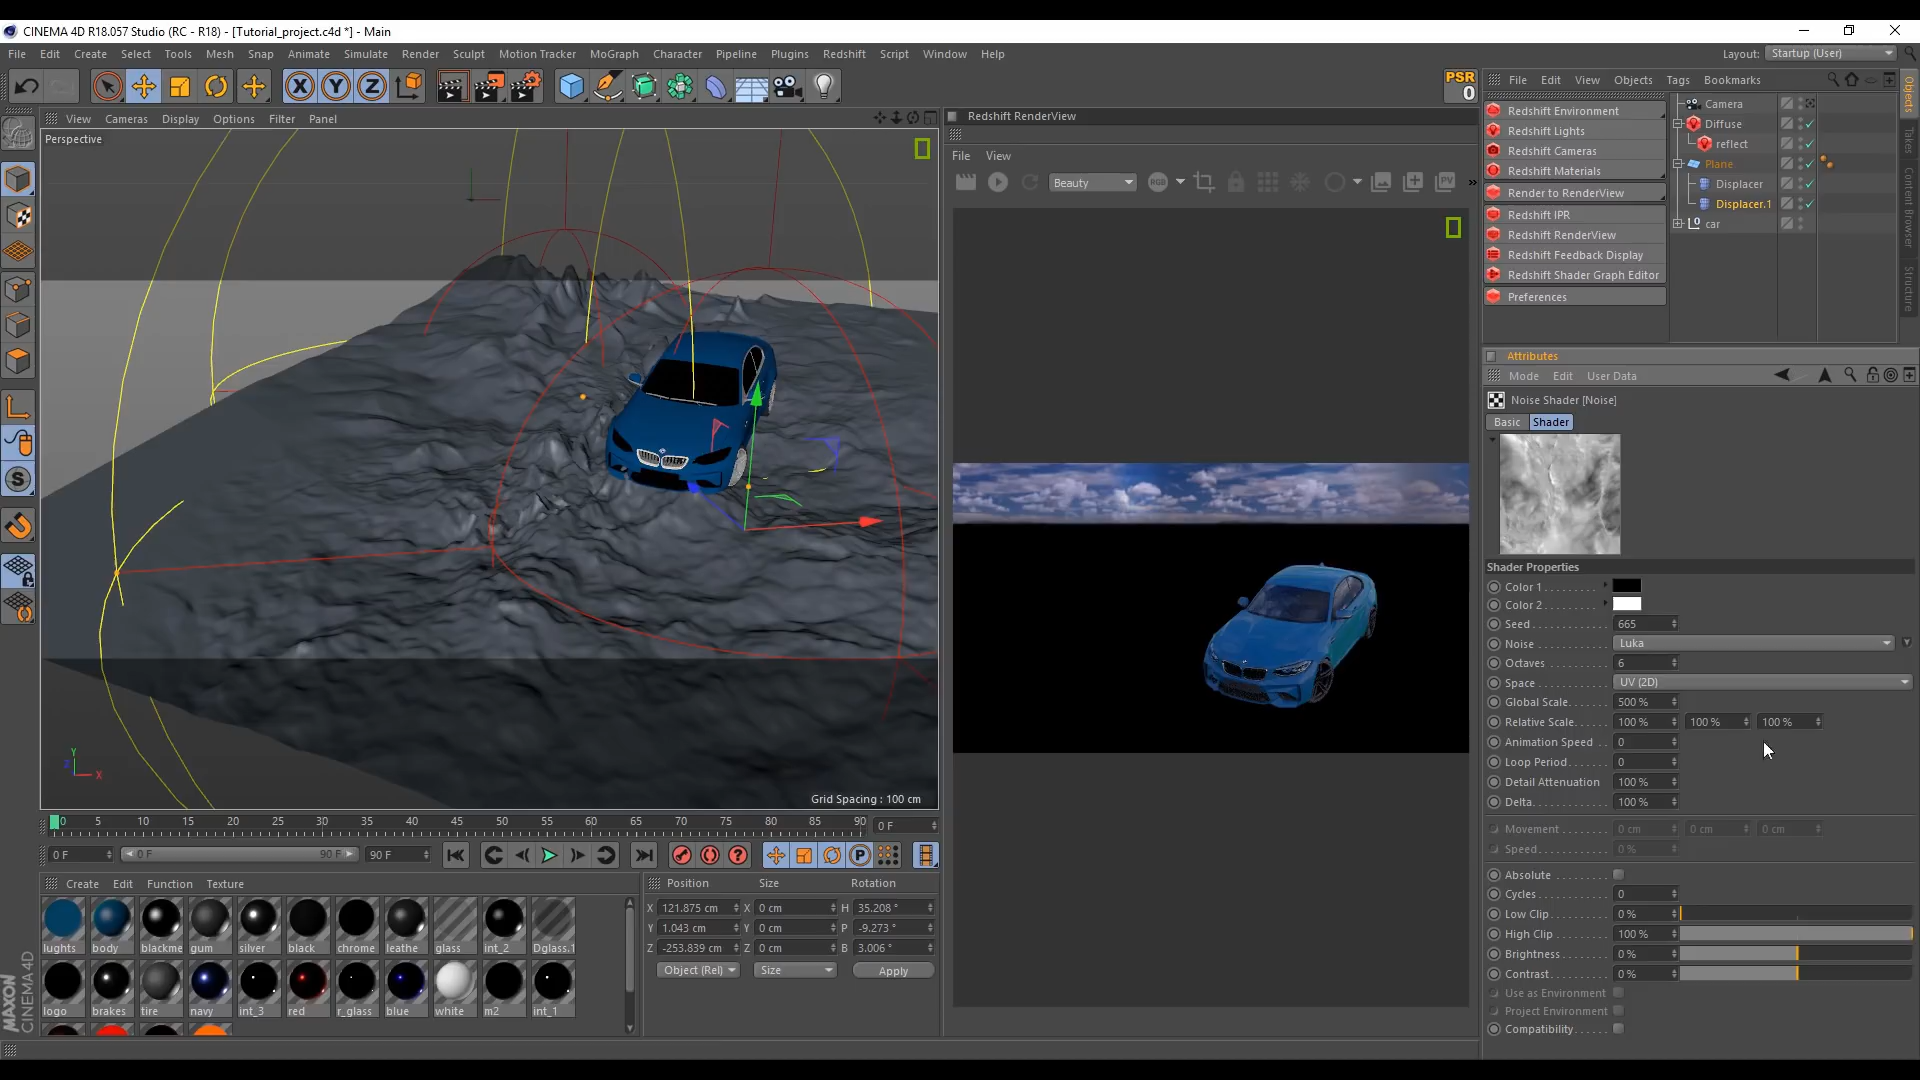 CINEMA 4D R18.057 Studio (RC - R18) - [Tutorial_project.c4d *] - Main
File Edit Create Select Tools Mesh Snap Animate Simulate Render Sculpt Motion Tracker MoGraph Character Pipeline Plugins Redshift Script Window Help
Layout: Startup (User)
X Y Z
PSR
0
File Edit View Objects Tags Bookmarks
View Cameras Display Options Filter Panel
Perspective
Grid Spacing : 100 cm
Redshift RenderView
File View
Beauty
RGB
PV
»
Redshift Environment
Redshift Lights
Redshift Cameras
Redshift Materials
Render to RenderView
Redshift IPR
Redshift RenderView
Redshift Feedback Display
Redshift Shader Graph Editor
Preferences
Camera
Diffuse
reflect
Plane
Displacer
Displacer.1
car
Objects
Takes
Content Browser
Structure
Attributes
Mode Edit User Data
Noise Shader [Noise]
Basic Shader
Shader Properties
Color 1
Color 2
Seed 665
Noise Luka
Octaves 6
Space UV (2D)
Global Scale 500 %
Relative Scale 100 % 100 % 100 %
Animation Speed 0
Loop Period 0
Detail Attenuation 100 %
Delta 100 %
Movement 0 cm 0 cm 0 cm
Speed 0 %
Absolute
Cycles 0
Low Clip 0 %
High Clip 100 %
Brightness 0 %
Contrast 0 %
Use as Environment
Project Environment
Compatibility
0 5 10 15 20 25 30 35 40 45 50 55 60 65 70 75 80 85 90 0 F
0 F 0 F 90 F 90 F
Create Edit Function Texture
lughts body blackme gum silver black chrome leathe glass int_2 Dglass.1
logo brakes tire navy int_3 red r_glass blue white m2 int_1
Position Size Rotation
X 121.875 cm X 0 cm H 35.208 °
Y 1.043 cm Y 0 cm P -9.273 °
Z -253.839 cm Z 0 cm B 3.006 °
Object (Rel) Size Apply
MAXON
CINEMA4D